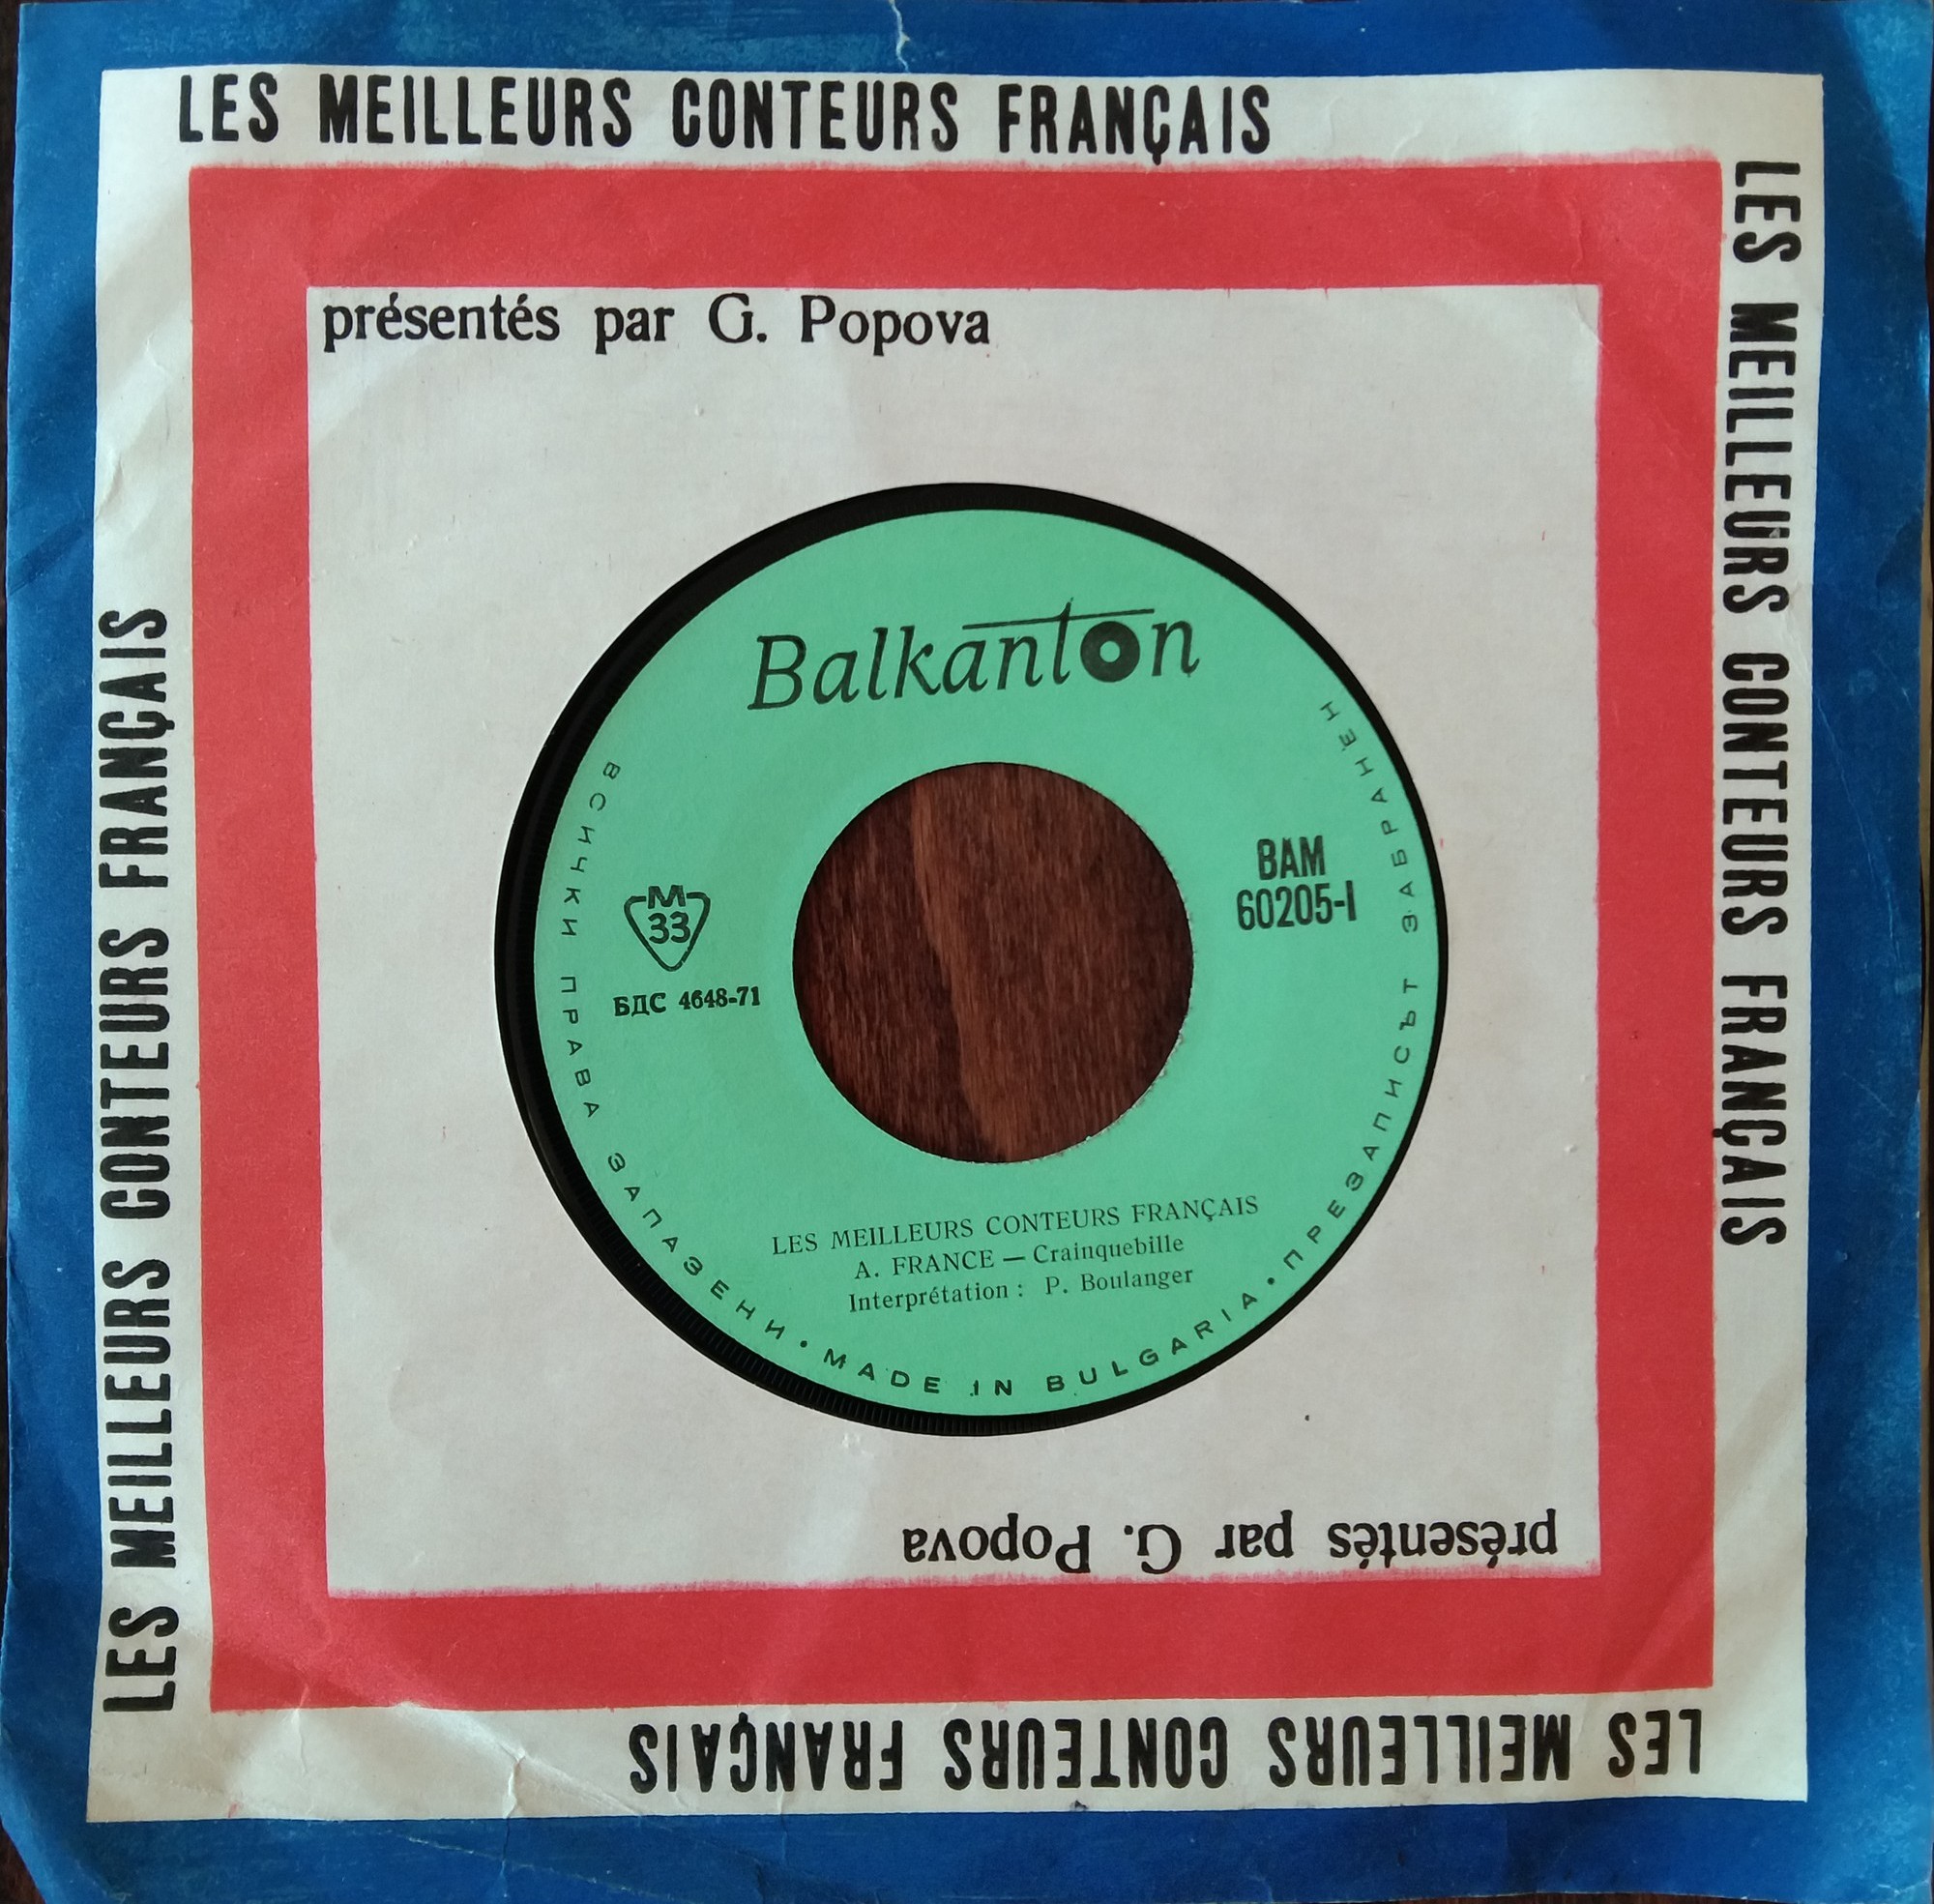 LES MEILLEURS CONTEURS FRANÇAIS
LES MEILLEURS CONTEURS FRANÇAIS
LES MEILLEURS CONTEURS FRANÇAIS
LES MEILLEURS CONTEURS FRANÇAIS
présentés par G. Popova
Balkanton
BAM
60205-I
M
33
БДС 4648-71
LES MEILLEURS CONTEURS FRANÇAIS
A. FRANCE — Crainquebille
Interprétation : P. Boulanger
ВСИЧКИ ПРАВА ЗАПАЗЕНИ • MADE IN BULGARIA • ПРЕЗАПИСЪТ ЗАБРАНЕН
présentés par G. Popova